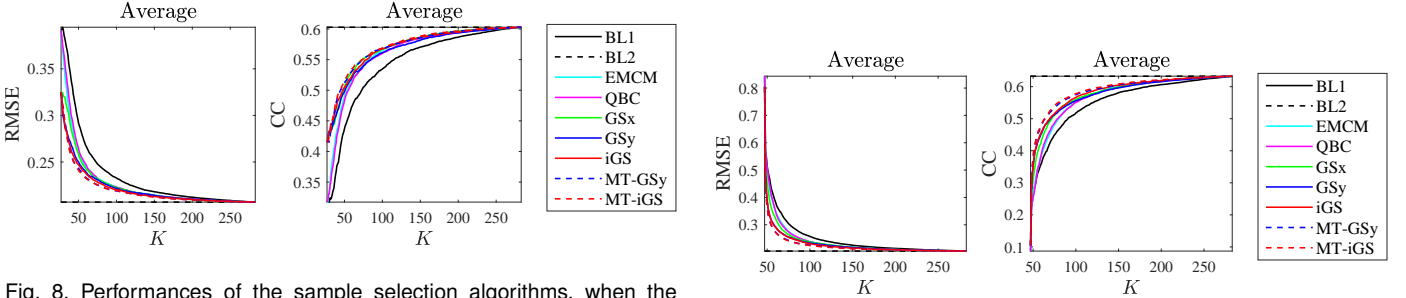 Average
RMSE
0.35
0.3
0.25
50 100 150 200 250
K
Average
CC
0.6
0.55
0.5
0.45
0.4
0.35
50 100 150 200 250
K
BL1
BL2
EMCM
QBC
GSx
GSy
iGS
MT-GSy
MT-iGS
Average
RMSE
0.8
0.7
0.6
0.5
0.4
0.3
50 100 150 200 250
K
Average
CC
0.6
0.5
0.4
0.3
0.2
0.1
50 100 150 200 250
K
BL1
BL2
EMCM
QBC
GSx
GSy
iGS
MT-GSy
MT-iGS
Fig. 8. Performances of the sample selection algorithms, when the